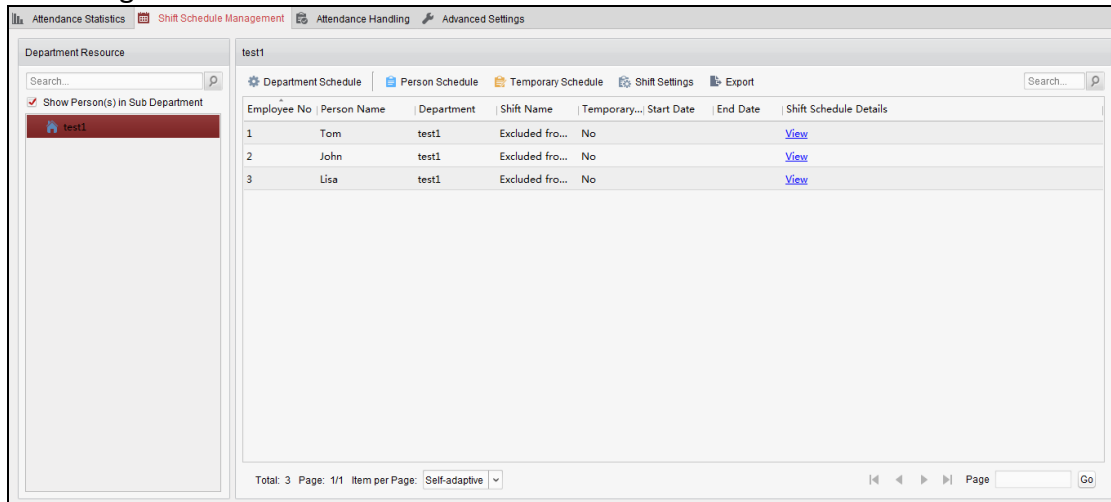 Attendance Statistics Shift Schedule Management Attendance Handling Advanced Settings
Department Resource
Search...
Show Person(s) in Sub Department
test1
test1
Department Schedule Person Schedule Temporary Schedule Shift Settings Export Search...
Employee No Person Name Department Shift Name Temporary... Start Date End Date Shift Schedule Details
1 Tom test1 Excluded fro... No View
2 John test1 Excluded fro... No View
3 Lisa test1 Excluded fro... No View
Total: 3 Page: 1/1 Item per Page: Self-adaptive Page Go